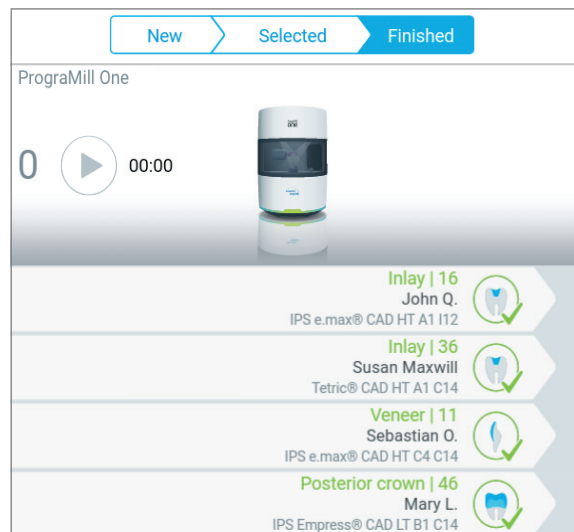 New Selected Finished
PrograMill One
0 00:00
Inlay | 16
John Q.
IPS e.max® CAD HT A1 I12
Inlay | 36
Susan Maxwill
Tetric® CAD HT A1 C14
Veneer | 11
Sebastian O.
IPS e.max® CAD HT C4 C14
Posterior crown | 46
Mary L.
IPS Empress® CAD LT B1 C14